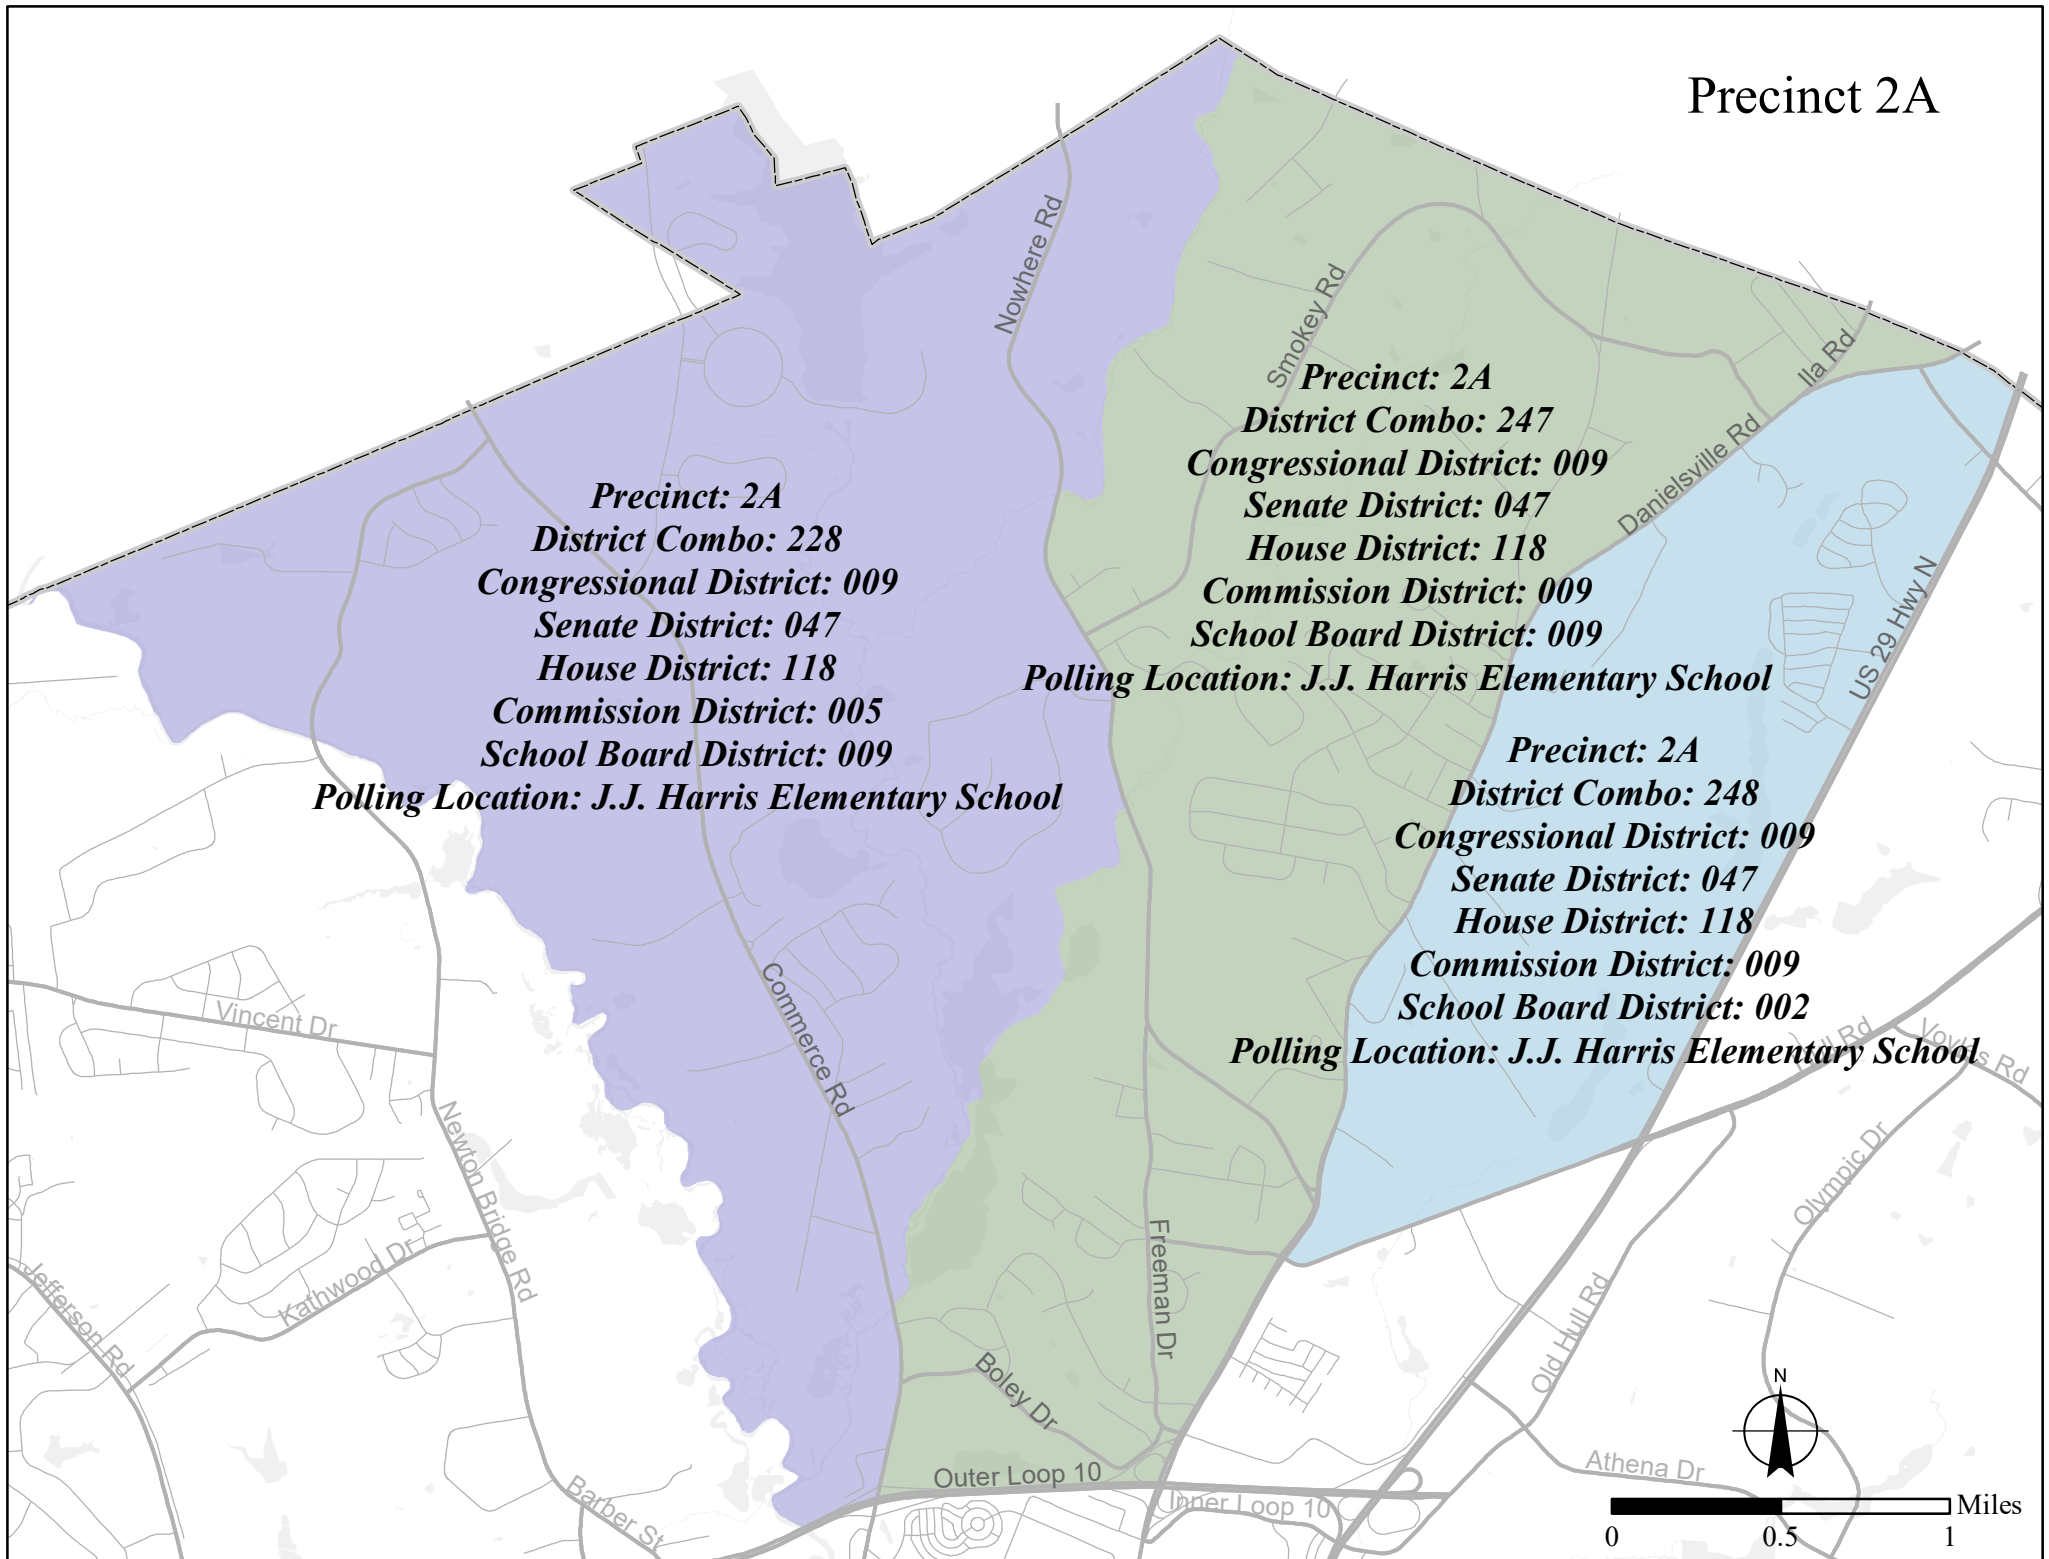 Precinct 2A
Nowhere Rd
Smokey Rd
Ila Rd
Danielsville Rd
US 29 Hwy N
Precinct: 2A
District Combo: 228
Congressional District: 009
Senate District: 047
House District: 118
Commission District: 005
School Board District: 009
Polling Location: J.J. Harris Elementary School
Precinct: 2A
District Combo: 247
Congressional District: 009
Senate District: 047
House District: 118
Commission District: 009
School Board District: 009
Polling Location: J.J. Harris Elementary School
Precinct: 2A
District Combo: 248
Congressional District: 009
Senate District: 047
House District: 118
Commission District: 009
School Board District: 002
Polling Location: J.J. Harris Elementary School
Vincent Dr
Commerce Rd
Rd
Voyles Rd
Newton Bridge Rd
Olympic Dr
Kathwood Dr
Jefferson Rd
Freeman Dr
Old Hull Rd
Boley Dr
Outer Loop 10
Inner Loop 10
Barber St
Athena Dr
N
Miles
0 0.5 1